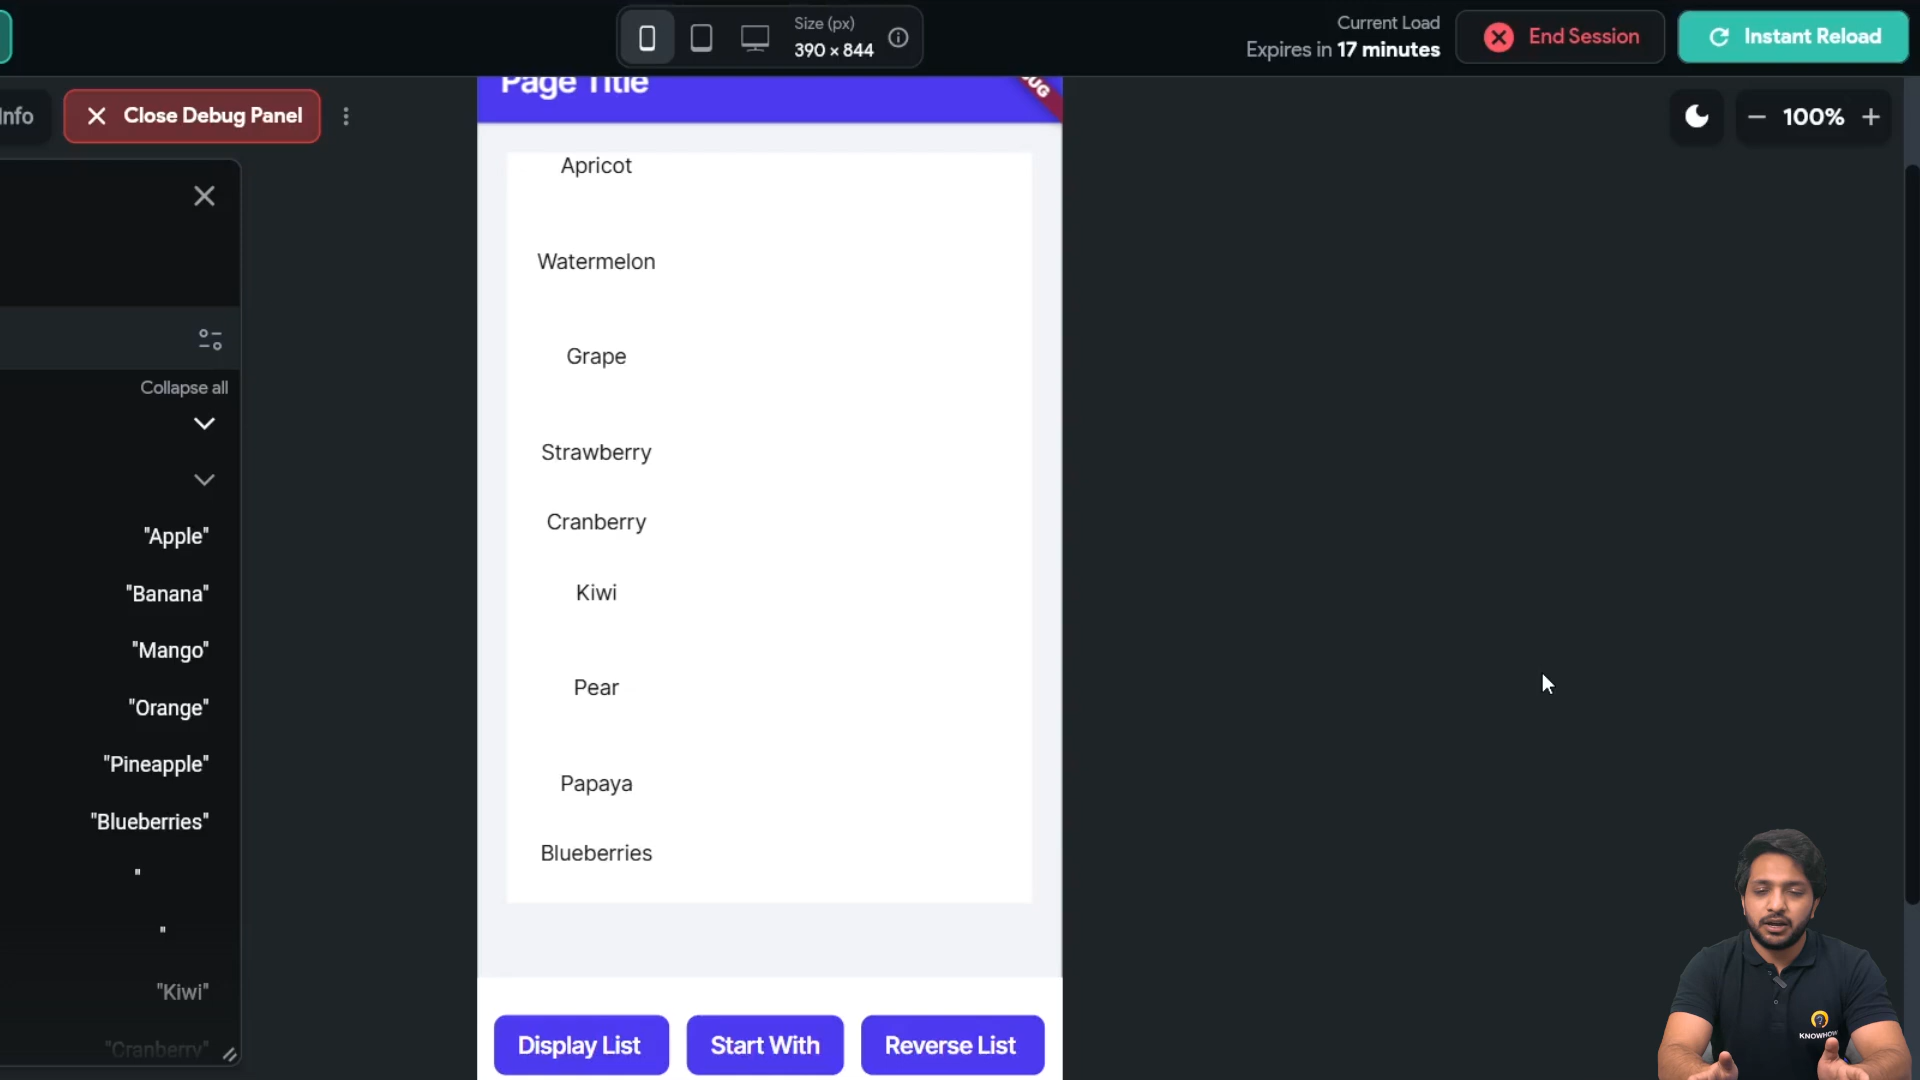 Size (px)
390 × 844
Current Load
Expires in 17 minutes
End Session
Instant Reload
Info
Close Debug Panel
100%
Page Title
Collapse all
"Apple"
"Banana"
"Mango"
"Orange"
"Pineapple"
"Blueberries"
"
"
"Kiwi"
"Cranberry"
Apricot
Watermelon
Grape
Strawberry
Cranberry
Kiwi
Pear
Papaya
Blueberries
Display List
Start With
Reverse List
KNOWHOW